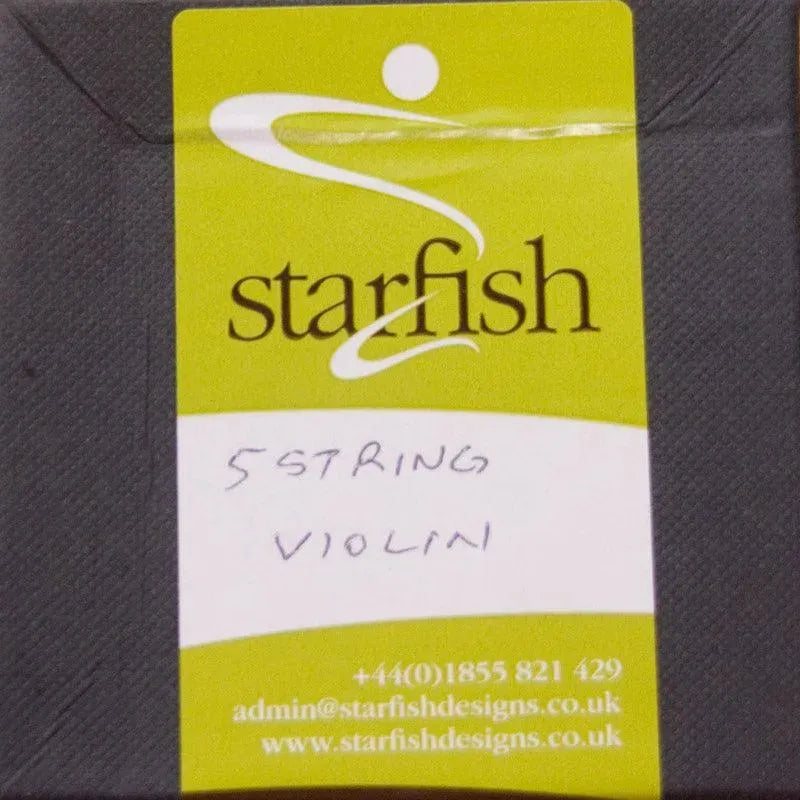 starfish
5 STRING
VIOLIN
+44(0)1855 821 429
admin@starfishdesigns.co.uk
www.starfishdesigns.co.uk